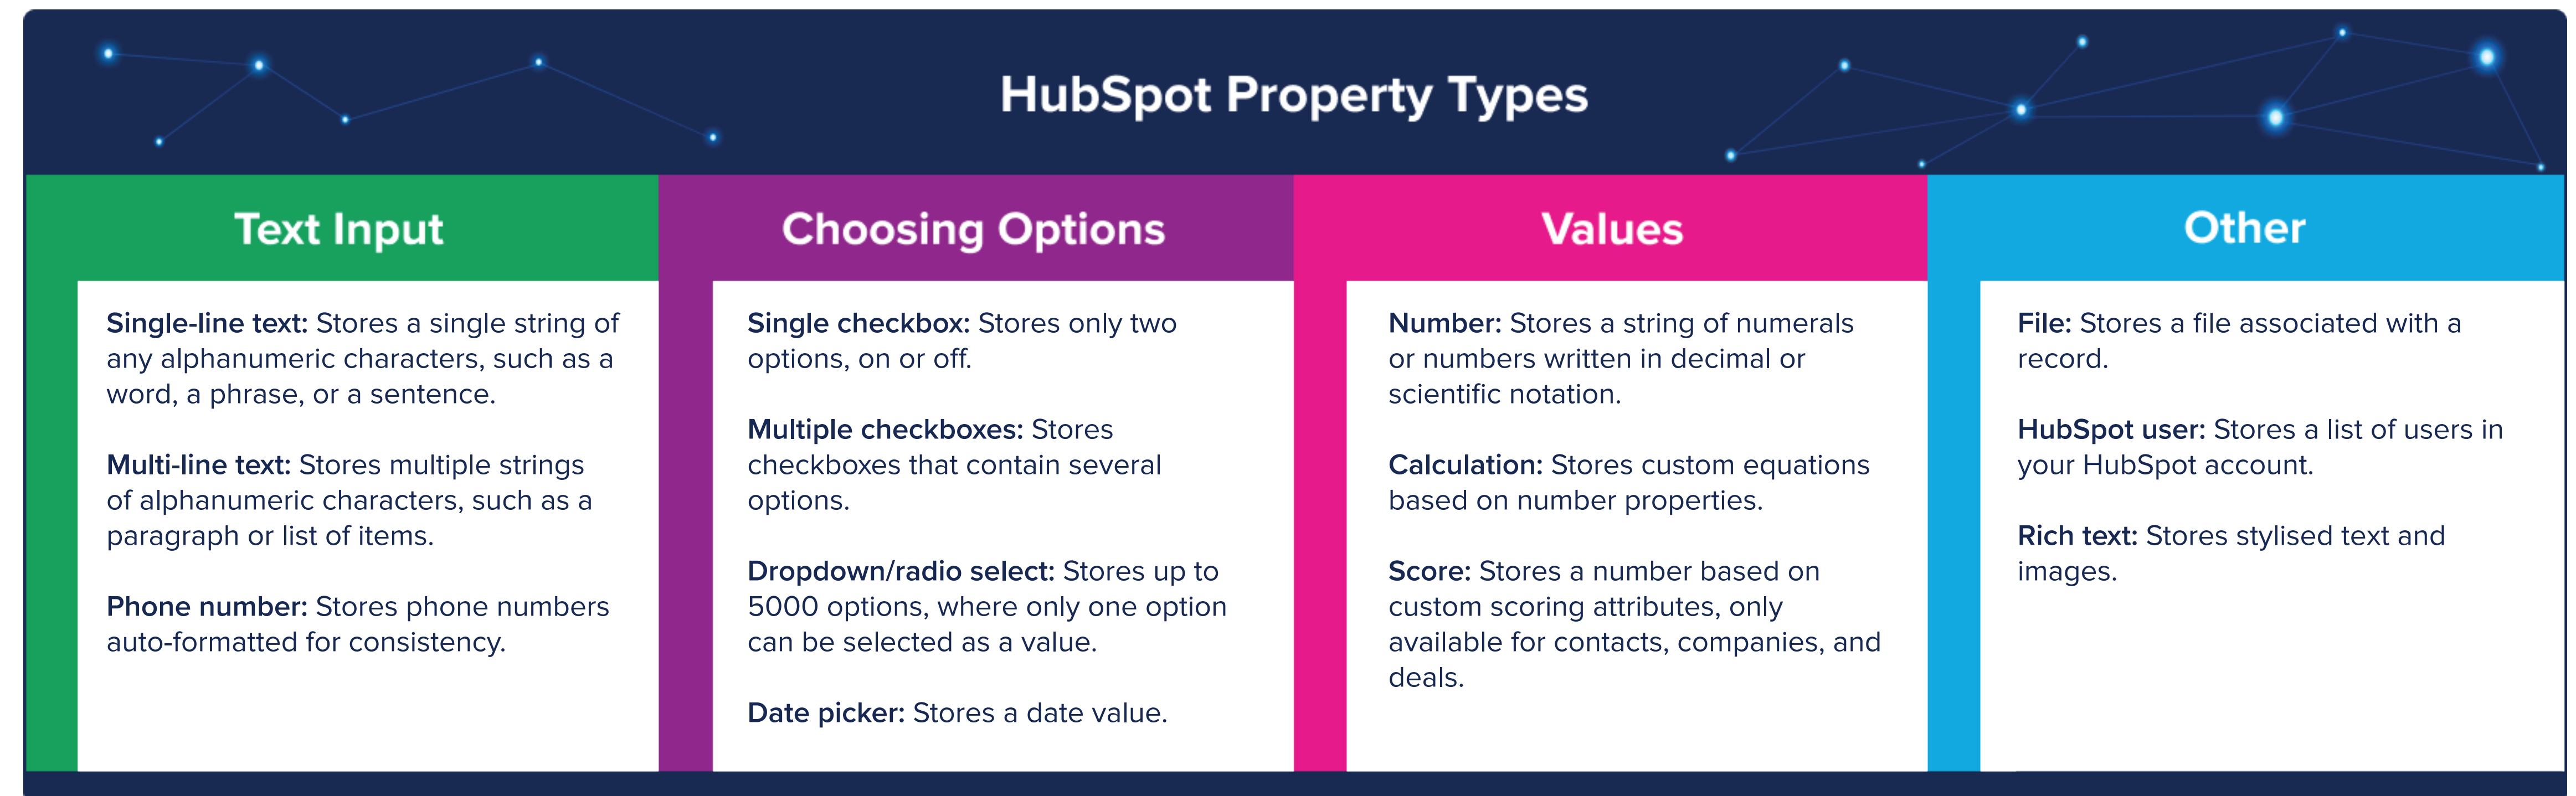 HubSpot Property Types
Text Input
Single-line text: Stores a single string of
any alphanumeric characters, such as a
word, a phrase, or a sentence.
Multi-line text: Stores multiple strings
of alphanumeric characters, such as a
paragraph or list of items.
Phone number: Stores phone numbers
auto-formatted for consistency.
Choosing Options
Single checkbox: Stores only two
options, on or off.
Multiple checkboxes: Stores
checkboxes that contain several
options.
Dropdown/radio select: Stores up to
5000 options, where only one option
can be selected as a value.
Date picker: Stores a date value.
Values
Number: Stores a string of numerals
or numbers written in decimal or
scientific notation.
Calculation: Stores custom equations
based on number properties.
Score: Stores a number based on
custom scoring attributes, only
available for contacts, companies, and
deals.
Other
File: Stores a file associated with a
record.
HubSpot user: Stores a list of users in
your HubSpot account.
Rich text: Stores stylised text and
images.